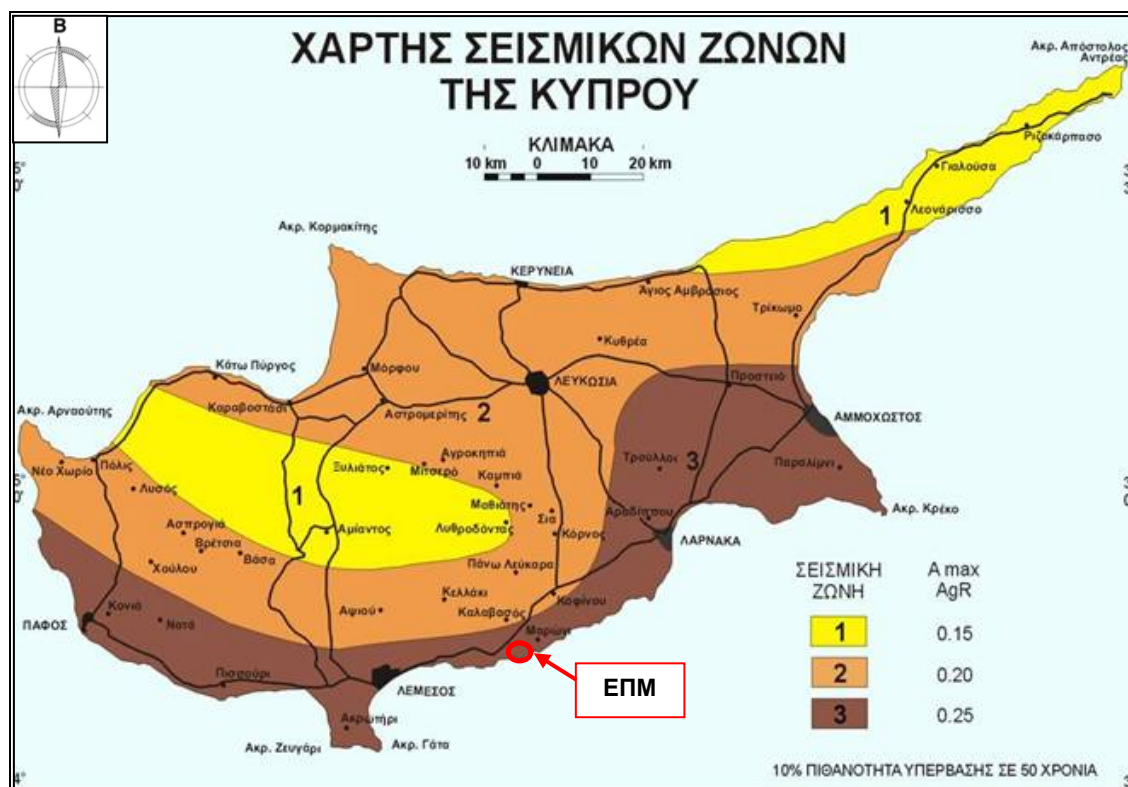 Β
ΧΑΡΤΗΣ ΣΕΙΣΜΙΚΩΝ ΖΩΝΩΝ
ΤΗΣ ΚΥΠΡΟΥ
ΚΛΙΜΑΚΑ
10 km 0 10 20 km
Ακρ. Απόστολος
Αντρέας
Ριζοκάρπασο
Γιαλούσα
Λεονάρισσο
1
Ακρ. Κορμακίτης
ΚΕΡΥΝΕΙΑ
Άγιος Αμβρόσιος
Τρίκωμο
Κυθρέα
Κάτω Πύργος
Μόρφου
ΛΕΥΚΩΣΙΑ
Προστειό
Ακρ. Αρναούτης
Καραβοστάσι
Αστρομερίτης
2
ΑΜΜΟΧΩΣΤΟΣ
Νέο Χωριό
Πόλις
Λυσός
Ξυλιάτος
Μιτσερό
Αγροκηπιά
Καμπιά
Τρούλλοι
3
Παραλίμνι
1
Μαθιάτης
Σια
Αραδίππου
Ακρ. Κρέκο
Ασπρογιά
Βρέτσια
Βάσα
Χούλου
Αμίαντος
Λυθροδόντας
Κόρνος
ΛΑΡΝΑΚΑ
Πάνω Λεύκαρα
Κελλάκι
Κοφίνου
Κονιά
Νατά
Αψιού
Καλαβασός
Μαρώνι
ΠΑΦΟΣ
Πισσούρι
ΛΕΜΕΣΟΣ
Ακρωτήρι
Ακρ. Ζευγάρι
Ακρ. Γάτα
ΕΠΜ
ΣΕΙΣΜΙΚΗ
ΖΩΝΗ
A max
AgR
1 0.15
2 0.20
3 0.25
10% ΠΙΘΑΝΟΤΗΤΑ ΥΠΕΡΒΑΣΗΣ ΣΕ 50 ΧΡΟΝΙΑ